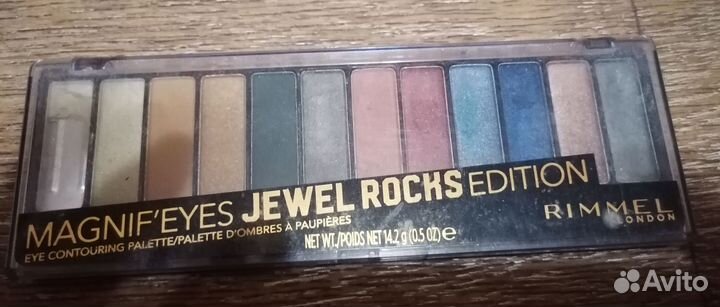 MAGNIF'EYES JEWEL ROCKS EDITION
EYE CONTOURING PALETTE/PALETTE D'OMBRES À PAUPIÈRES
NET WT./POIDS NET 14.2 g (0.5 OZ) ℮
RIMMEL
LONDON
Avito